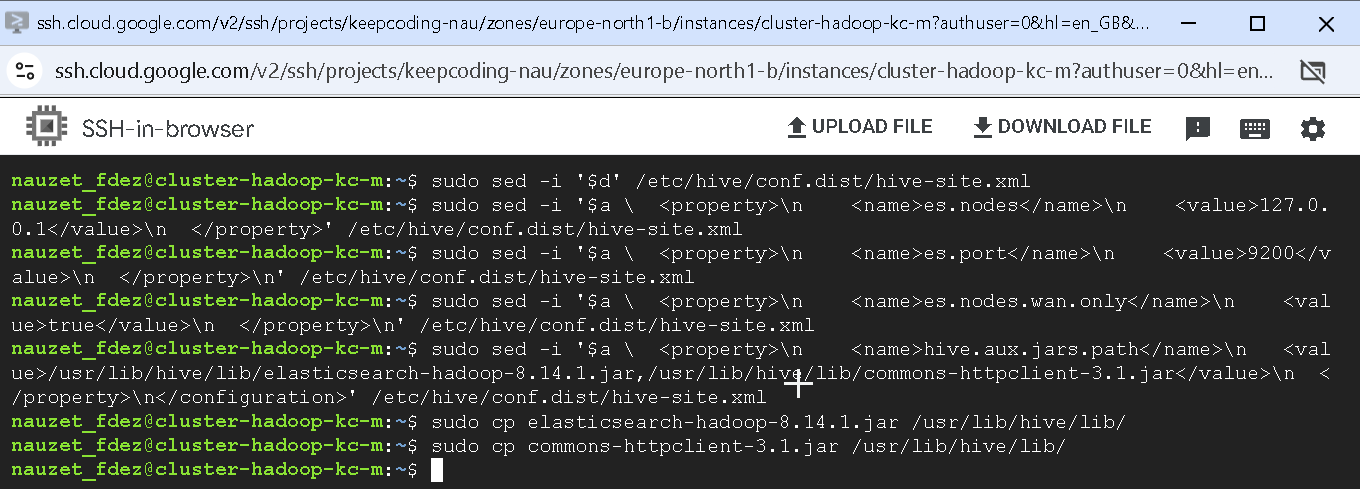 ssh.cloud.google.com/v2/ssh/projects/keepcoding-nau/zones/europe-north1-b/instances/cluster-hadoop-kc-m?authuser=0&hl=en_GB&...
ssh.cloud.google.com/v2/ssh/projects/keepcoding-nau/zones/europe-north1-b/instances/cluster-hadoop-kc-m?authuser=0&hl=en...
SSH-in-browser UPLOAD FILE DOWNLOAD FILE
nauzet_fdez@cluster-hadoop-kc-m:~$ sudo sed -i '$d' /etc/hive/conf.dist/hive-site.xml
nauzet_fdez@cluster-hadoop-kc-m:~$ sudo sed -i '$a \  <property>\n    <name>es.nodes</name>\n    <value>127.0.
0.1</value>\n  </property>' /etc/hive/conf.dist/hive-site.xml
nauzet_fdez@cluster-hadoop-kc-m:~$ sudo sed -i '$a \  <property>\n    <name>es.port</name>\n    <value>9200</v
alue>\n  </property>\n' /etc/hive/conf.dist/hive-site.xml
nauzet_fdez@cluster-hadoop-kc-m:~$ sudo sed -i '$a \  <property>\n    <name>es.nodes.wan.only</name>\n    <val
ue>true</value>\n  </property>\n' /etc/hive/conf.dist/hive-site.xml
nauzet_fdez@cluster-hadoop-kc-m:~$ sudo sed -i '$a \  <property>\n    <name>hive.aux.jars.path</name>\n    <val
ue>/usr/lib/hive/lib/elasticsearch-hadoop-8.14.1.jar,/usr/lib/hive/lib/commons-httpclient-3.1.jar</value>\n  <
/property>\n</configuration>' /etc/hive/conf.dist/hive-site.xml
nauzet_fdez@cluster-hadoop-kc-m:~$ sudo cp elasticsearch-hadoop-8.14.1.jar /usr/lib/hive/lib/
nauzet_fdez@cluster-hadoop-kc-m:~$ sudo cp commons-httpclient-3.1.jar /usr/lib/hive/lib/
nauzet_fdez@cluster-hadoop-kc-m:~$